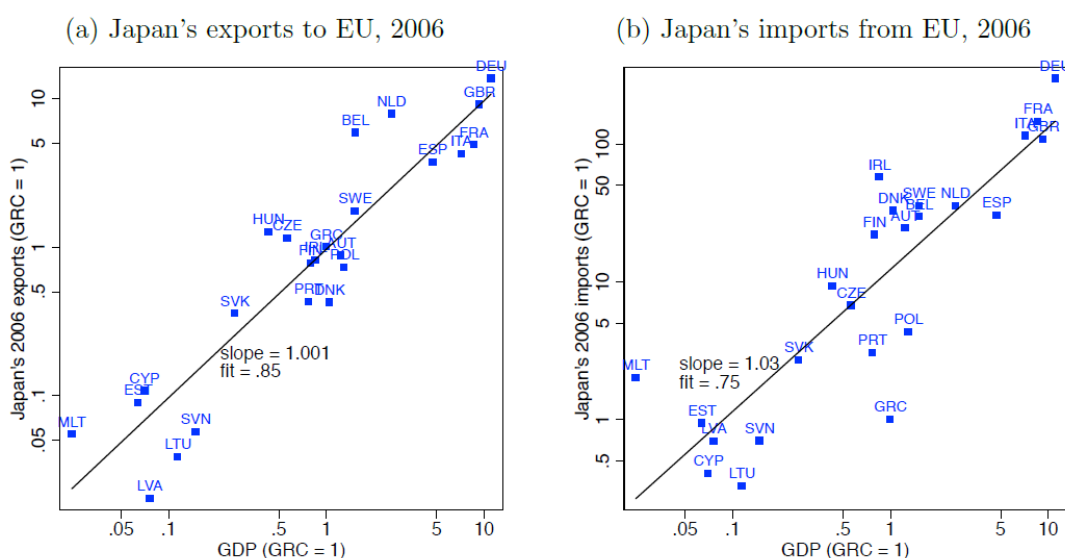 (a) Japan's exports to EU, 2006
Japan's 2006 exports (GRC = 1)
10
5
1
.5
.1
.05
DEU
GBR
NLD
BEL
FRA
ITA
ESP
SWE
HUN
CZE
GRC
AUT
IRL
FIN
POL
PRT
DNK
SVK
slope = 1.001
fit = .85
CYP
EST
MLT
SVN
LTU
LVA
.05 .1 .5 1 5 10
GDP (GRC = 1)
(b) Japan's imports from EU, 2006
Japan's 2006 imports (GRC = 1)
100
50
10
5
1
.5
DEU
FRA
ITA
GBR
IRL
DNK
SWE
NLD
BEL
ESP
AUT
FIN
HUN
CZE
POL
PRT
SVK
slope = 1.03
fit = .75
MLT
GRC
EST
LVA
SVN
CYP
LTU
.05 .1 .5 1 5 10
GDP (GRC = 1)